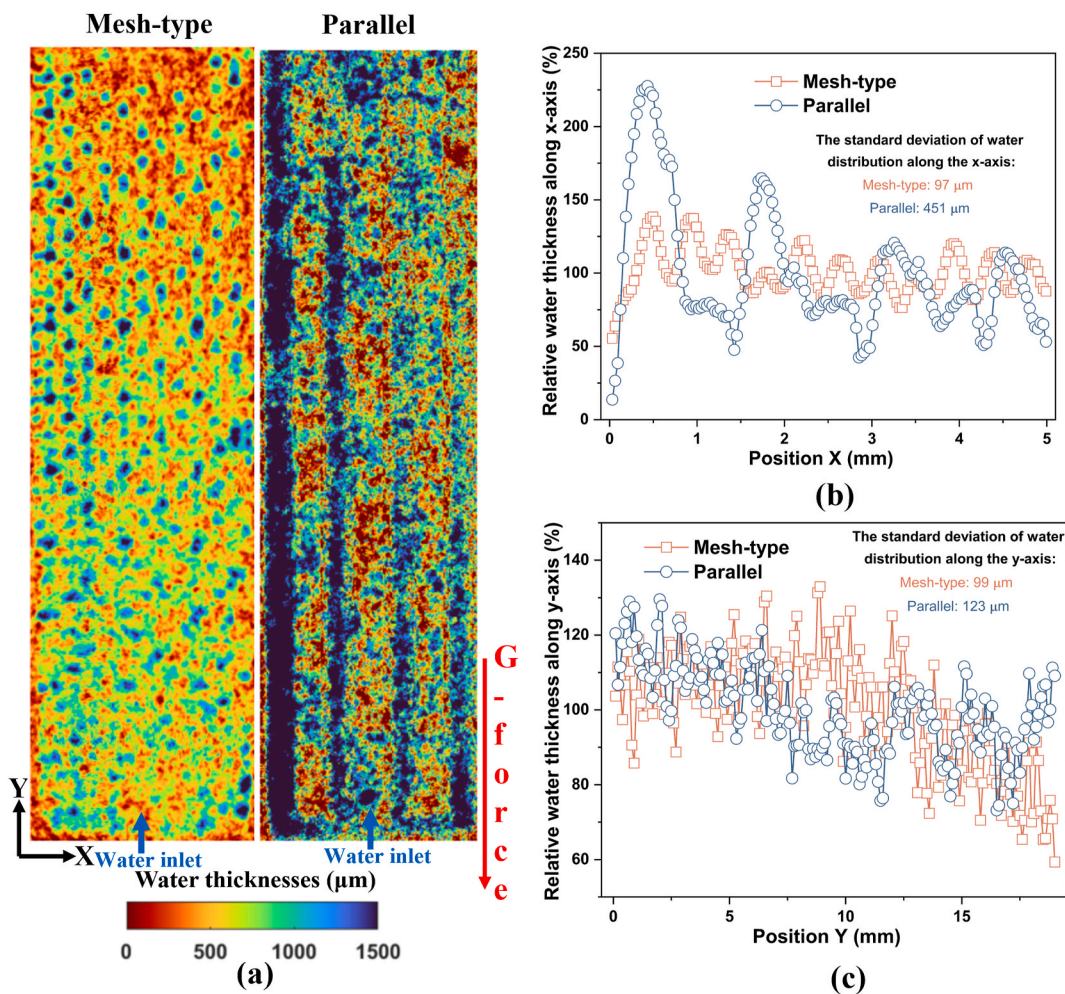 (a)
Mesh-type
Parallel
G
-
f
o
r
c
e
Y
X
Water inlet
Water inlet
Water thicknesses (μm)
0 500 1000 1500
(b)
Relative water thickness along x-axis (%)
250
200
150
100
50
0
Mesh-type
Parallel
The standard deviation of water
distribution along the x-axis:
Mesh-type: 97 μm
Parallel: 451 μm
0 1 2 3 4 5
Position X (mm)
(b)
Relative water thickness along y-axis (%)
140
120
100
80
60
Mesh-type
Parallel
The standard deviation of water
distribution along the y-axis:
Mesh-type: 99 μm
Parallel: 123 μm
0 5 10 15
Position Y (mm)
(a)
(c)